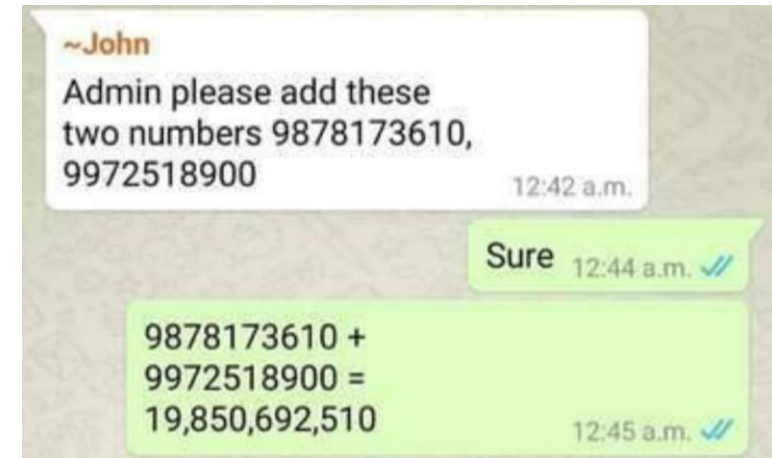 ~John
Admin please add these
two numbers 9878173610,
9972518900
12:42 a.m.
Sure
12:44 a.m.
9878173610 +
9972518900 =
19,850,692,510
12:45 a.m.